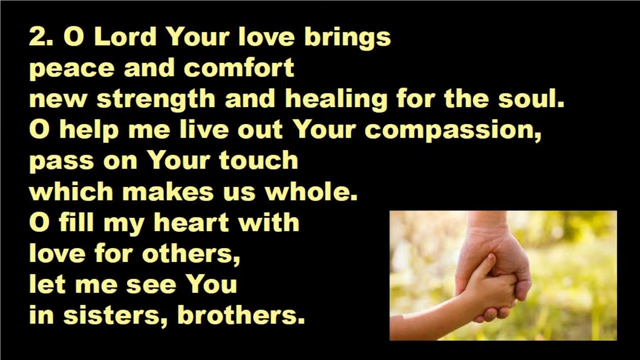 2. O Lord Your love brings
peace and comfort
new strength and healing for the soul.
O help me live out Your compassion,
pass on Your touch
which makes us whole.
O fill my heart with
love for others,
let me see You
in sisters, brothers.